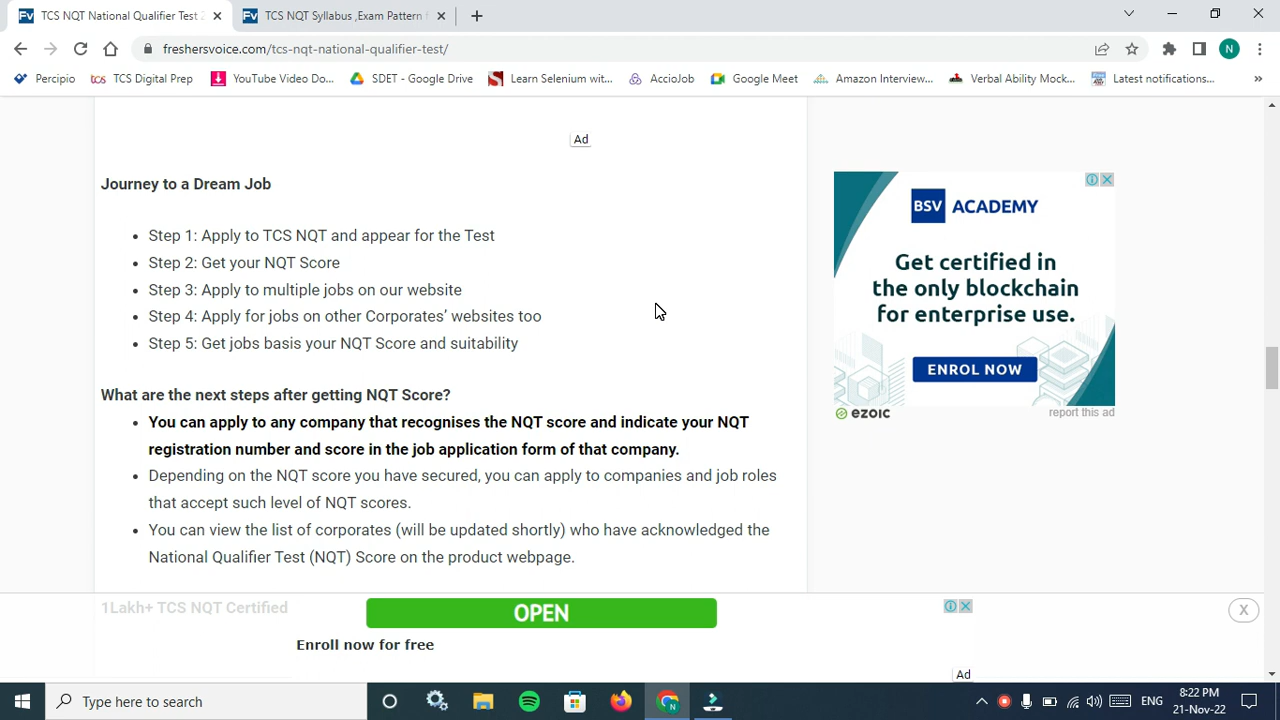 TCS NQT National Qualifier Test 2
TCS NQT Syllabus ,Exam Pattern f
freshersvoice.com/tcs-nqt-national-qualifier-test/
N
Percipio
tcs TCS Digital Prep
YouTube Video Do...
SDET - Google Drive
Learn Selenium wit...
AccioJob
Google Meet
Amazon Interview...
Verbal Ability Mock...
Latest notifications...
»
Ad
Journey to a Dream Job
• Step 1: Apply to TCS NQT and appear for the Test
• Step 2: Get your NQT Score
• Step 3: Apply to multiple jobs on our website
• Step 4: Apply for jobs on other Corporates’ websites too
• Step 5: Get jobs basis your NQT Score and suitability
What are the next steps after getting NQT Score?
• You can apply to any company that recognises the NQT score and indicate your NQT
registration number and score in the job application form of that company.
• Depending on the NQT score you have secured, you can apply to companies and job roles
that accept such level of NQT scores.
• You can view the list of corporates (will be updated shortly) who have acknowledged the
National Qualifier Test (NQT) Score on the product webpage.
1Lakh+ TCS NQT Certified
BSV ACADEMY
Get certified in
the only blockchain
for enterprise use.
ENROL NOW
ezoic
report this ad
OPEN
Enroll now for free
X
Ad
Type here to search
ENG
8:22 PM
21-Nov-22